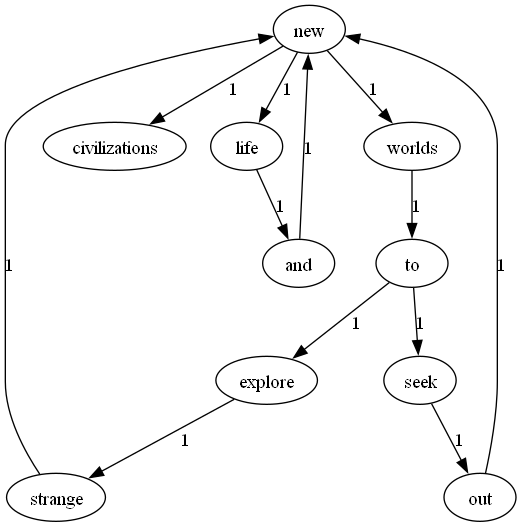 new
1
1
1
civilizations
life
worlds
1
1
1
and
to
1
1
1
1
explore
seek
1
1
strange
out